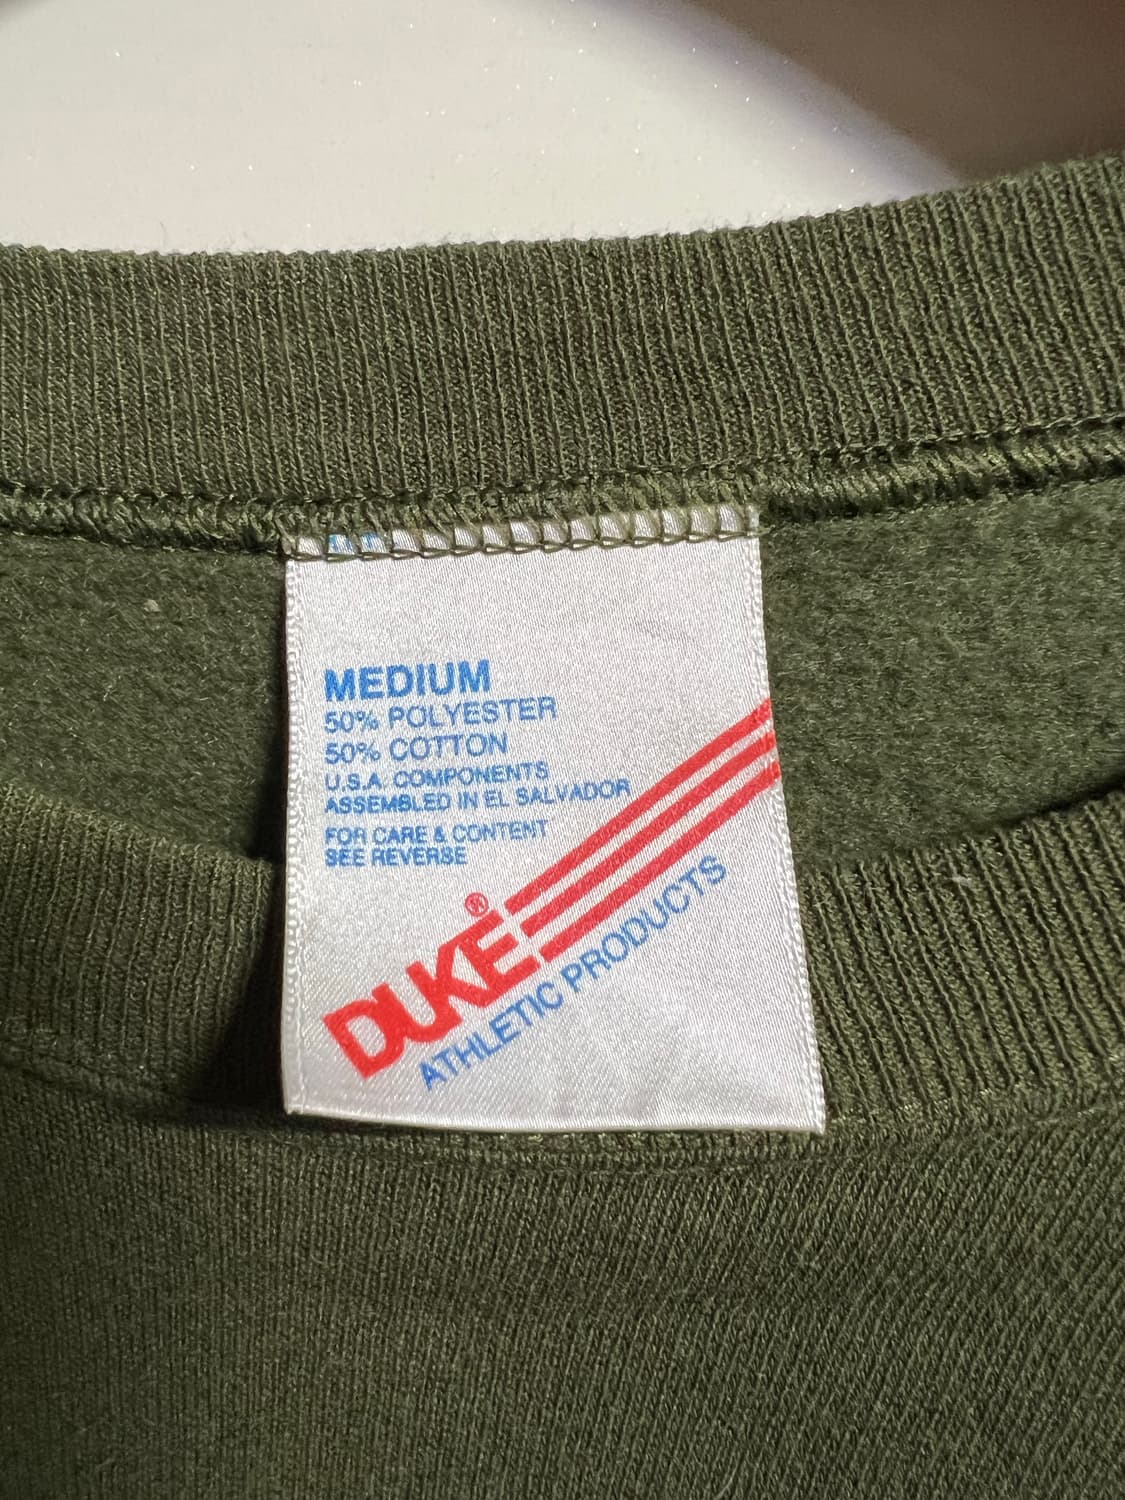 MEDIUM
50% POLYESTER
50% COTTON
U.S.A. COMPONENTS
ASSEMBLED IN EL SALVADOR
FOR CARE & CONTENT
SEE REVERSE
DUKE®
ATHLETIC PRODUCTS